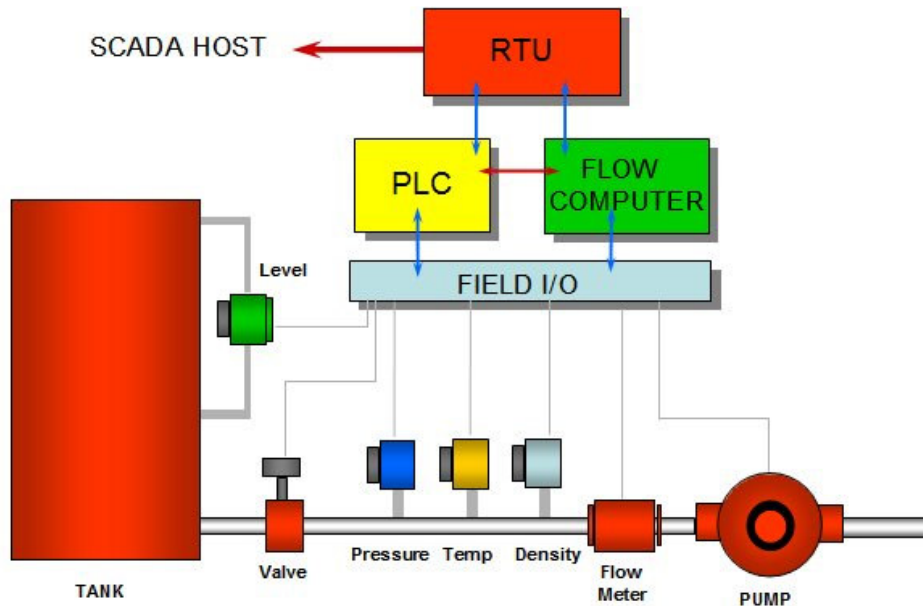 SCADA HOST
RTU
PLC
FLOW
COMPUTER
Level
FIELD I/O
Pressure
Temp
Density
Valve
Flow
Meter
TANK
PUMP